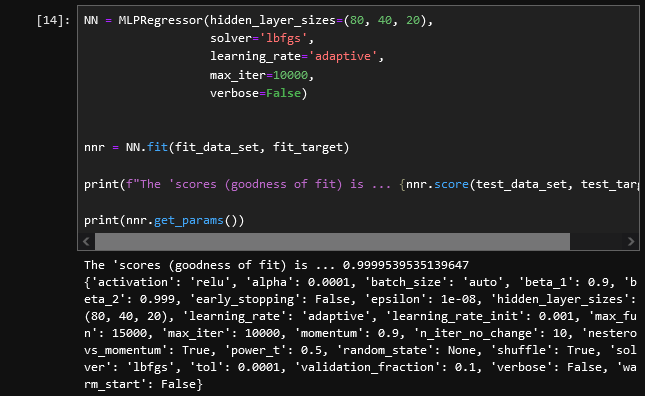 [14]: NN = MLPRegressor(hidden_layer_sizes=(80, 40, 20),
solver='lbfgs',
learning_rate='adaptive',
max_iter=10000,
verbose=False)
nnr = NN.fit(fit_data_set, fit_target)
print(f"The 'scores (goodness of fit) is ... {nnr.score(test_data_set, test_targ
print(nnr.get_params())
The 'scores (goodness of fit) is ... 0.9999539535139647
{'activation': 'relu', 'alpha': 0.0001, 'batch_size': 'auto', 'beta_1': 0.9, 'b
eta_2': 0.999, 'early_stopping': False, 'epsilon': 1e-08, 'hidden_layer_sizes':
(80, 40, 20), 'learning_rate': 'adaptive', 'learning_rate_init': 0.001, 'max_fu
n': 15000, 'max_iter': 10000, 'momentum': 0.9, 'n_iter_no_change': 10, 'nestero
vs_momentum': True, 'power_t': 0.5, 'random_state': None, 'shuffle': True, 'sol
ver': 'lbfgs', 'tol': 0.0001, 'validation_fraction': 0.1, 'verbose': False, 'wa
rm_start': False}